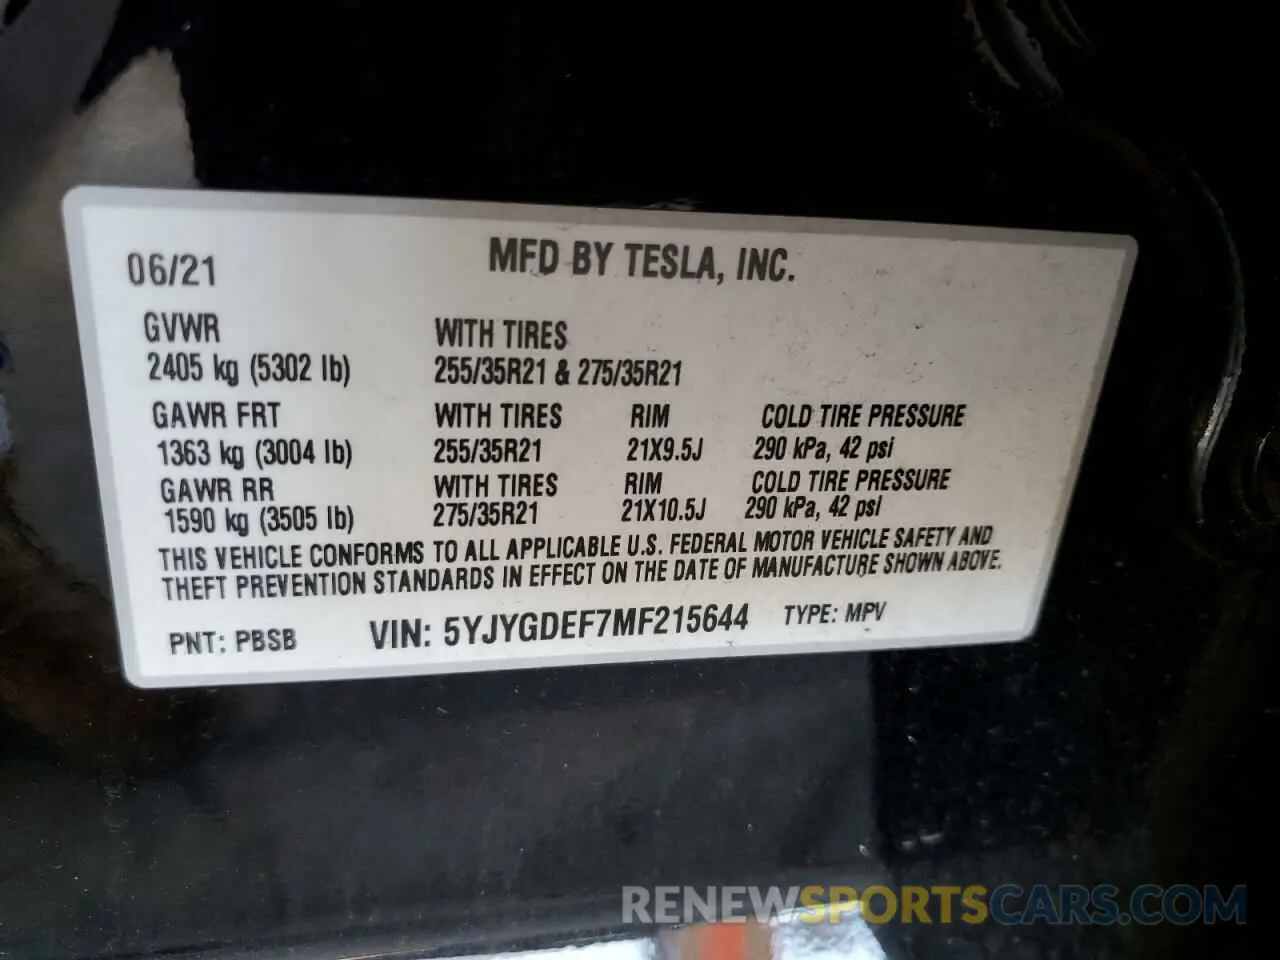 06/21 MFD BY TESLA, INC.
GVWR WITH TIRES
2405 kg (5302 lb) 255/35R21 & 275/35R21
GAWR FRT WITH TIRES RIM COLD TIRE PRESSURE
1363 kg (3004 lb) 255/35R21 21X9.5J 290 kPa, 42 psi
GAWR RR WITH TIRES RIM COLD TIRE PRESSURE
1590 kg (3505 lb) 275/35R21 21X10.5J 290 kPa, 42 psi
THIS VEHICLE CONFORMS TO ALL APPLICABLE U.S. FEDERAL MOTOR VEHICLE SAFETY AND
THEFT PREVENTION STANDARDS IN EFFECT ON THE DATE OF MANUFACTURE SHOWN ABOVE.
PNT: PBSB VIN: 5YJYGDEF7MF215644 TYPE: MPV
RENEWSPORTSCARS.COM